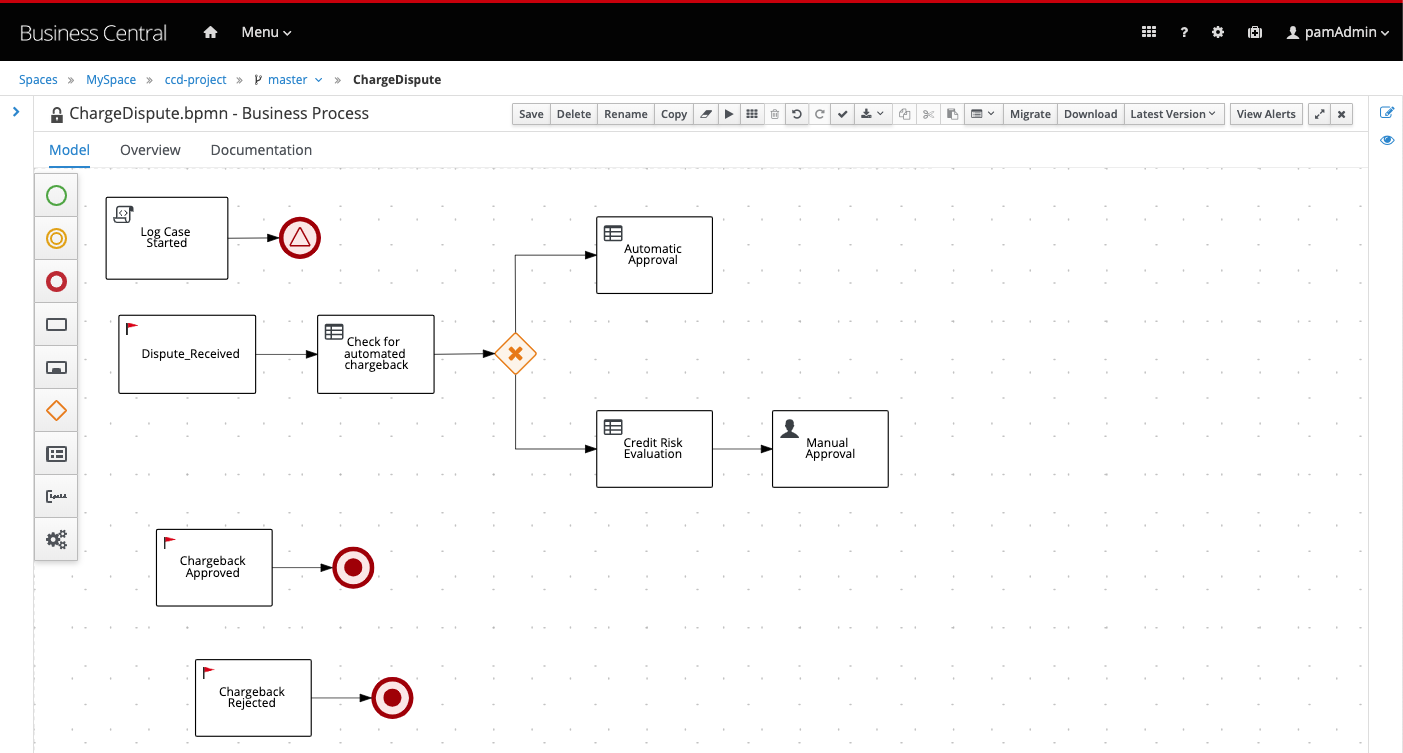 Business Central
Menu
?
pamAdmin
Spaces » MySpace » ccd-project » master » ChargeDispute
ChargeDispute.bpmn - Business Process
Save Delete Rename Copy Migrate Download Latest Version View Alerts
Model Overview Documentation
Log Case
Started
Automatic
Approval
Dispute_Received
Check for
automated
chargeback
Credit Risk
Evaluation
Manual
Approval
Chargeback
Approved
Chargeback
Rejected